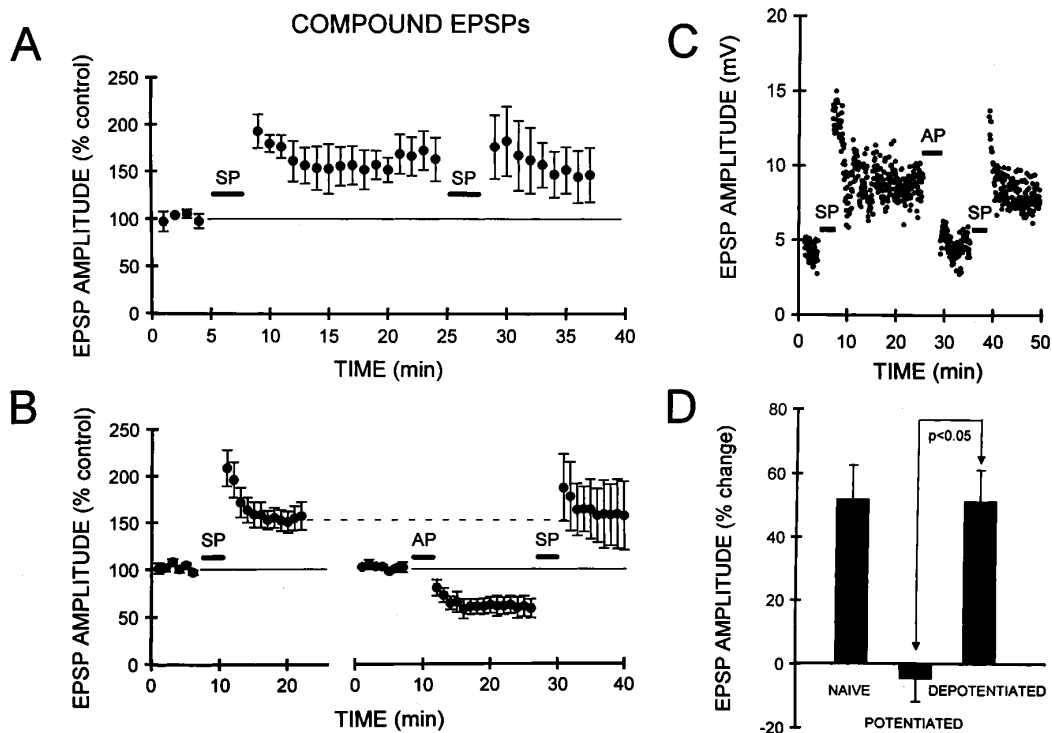 COMPOUND EPSPs
A
EPSP AMPLITUDE (% control)
250
200
150
100
50
0
SP
SP
0 5 10 15 20 25 30 35 40
TIME (min)
B
EPSP AMPLITUDE (% control)
250
200
150
100
50
0
SP
AP
SP
0 10 20 0 10 20 30 40
TIME (min)
TIME (min)
C
EPSP AMPLITUDE (mV)
20
15
10
5
0
SP
AP
SP
0 10 20 30 40 50
TIME (min)
D
EPSP AMPLITUDE (% change)
80
60
40
20
0
-20
p<0.05
NAIVE
DEPOTENTIATED
POTENTIATED